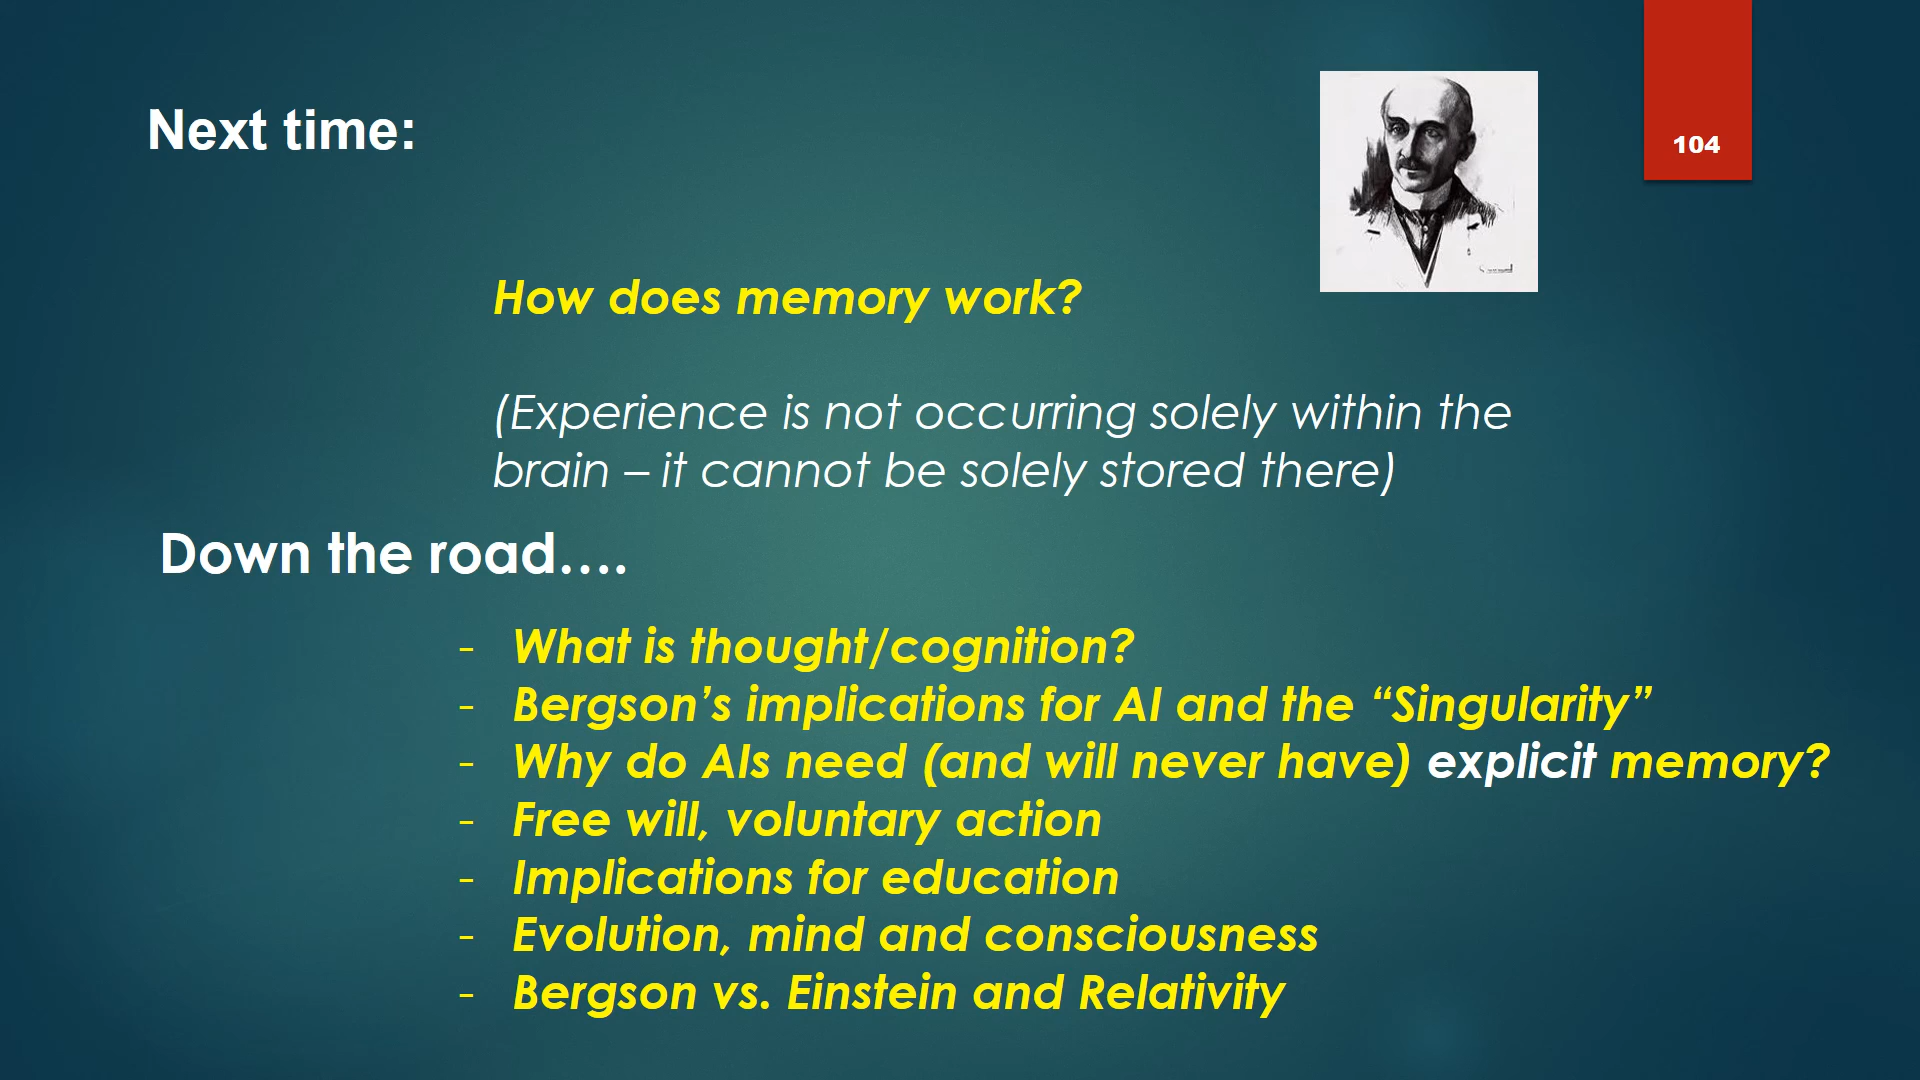 104
Next time:
How does memory work?
(Experience is not occurring solely within the
brain – it cannot be solely stored there)
Down the road….
- What is thought/cognition?
- Bergson’s implications for AI and the “Singularity”
- Why do AIs need (and will never have) explicit memory?
- Free will, voluntary action
- Implications for education
- Evolution, mind and consciousness
- Bergson vs. Einstein and Relativity